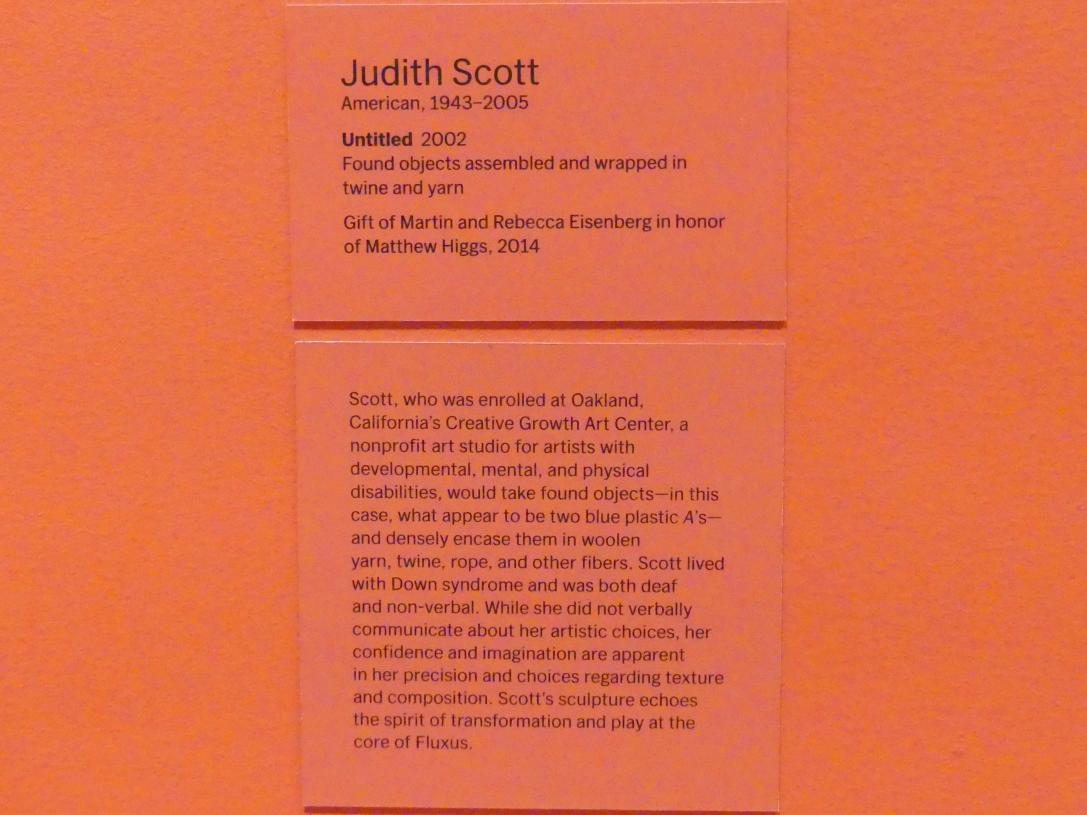 Judith Scott
American, 1943–2005
Untitled 2002
Found objects assembled and wrapped in
twine and yarn
Gift of Martin and Rebecca Eisenberg in honor
of Matthew Higgs, 2014
Scott, who was enrolled at Oakland,
California's Creative Growth Art Center, a
nonprofit art studio for artists with
developmental, mental, and physical
disabilities, would take found objects—in this
case, what appear to be two blue plastic A's—
and densely encase them in woolen
yarn, twine, rope, and other fibers. Scott lived
with Down syndrome and was both deaf
and non-verbal. While she did not verbally
communicate about her artistic choices, her
confidence and imagination are apparent
in her precision and choices regarding texture
and composition. Scott's sculpture echoes
the spirit of transformation and play at the
core of Fluxus.